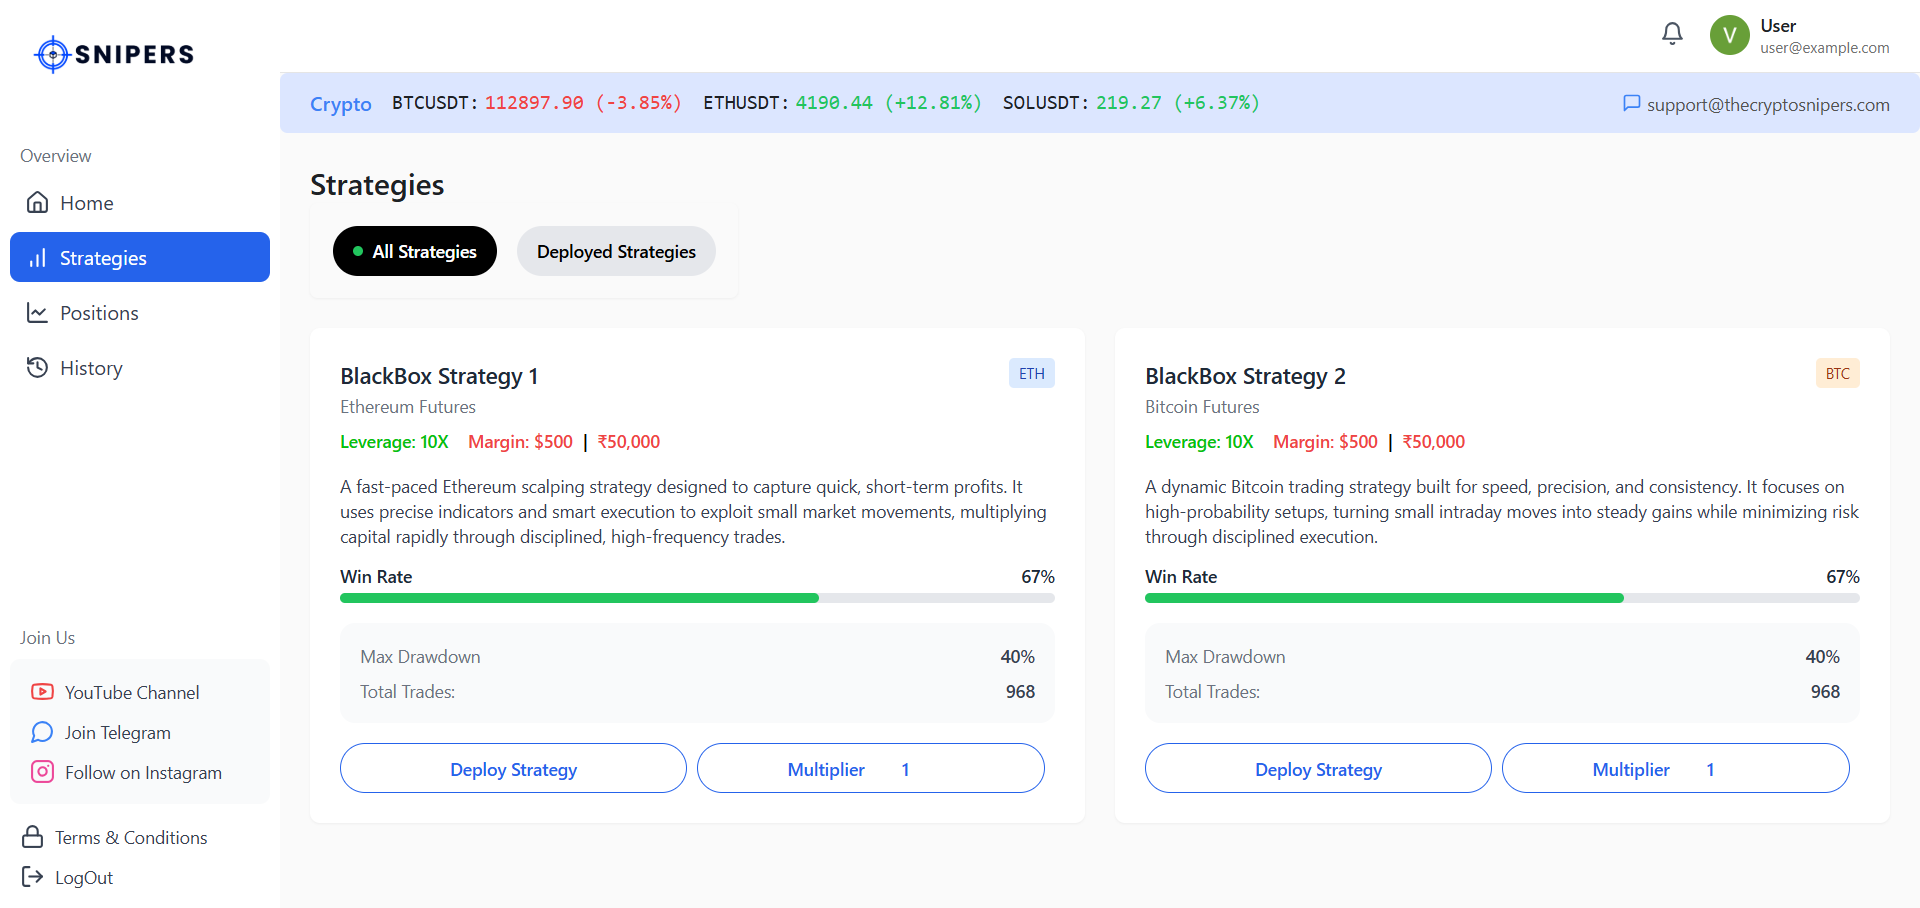 SNIPERS
V
User
user@example.com
Crypto BTCUSDT: 112897.90 (-3.85%) ETHUSDT: 4190.44 (+12.81%) SOLUSDT: 219.27 (+6.37%)
support@thecryptosnipers.com
Overview
Home
Strategies
Positions
History
Join Us
YouTube Channel
Join Telegram
Follow on Instagram
Terms & Conditions
LogOut
Strategies
All Strategies
Deployed Strategies
BlackBox Strategy 1
ETH
Ethereum Futures
Leverage: 10X Margin: $500 | ₹50,000
A fast-paced Ethereum scalping strategy designed to capture quick, short-term profits. It
uses precise indicators and smart execution to exploit small market movements, multiplying
capital rapidly through disciplined, high-frequency trades.
Win Rate 67%
Max Drawdown 40%
Total Trades: 968
Deploy Strategy
Multiplier 1
BlackBox Strategy 2
BTC
Bitcoin Futures
Leverage: 10X Margin: $500 | ₹50,000
A dynamic Bitcoin trading strategy built for speed, precision, and consistency. It focuses on
high-probability setups, turning small intraday moves into steady gains while minimizing risk
through disciplined execution.
Win Rate 67%
Max Drawdown 40%
Total Trades: 968
Deploy Strategy
Multiplier 1